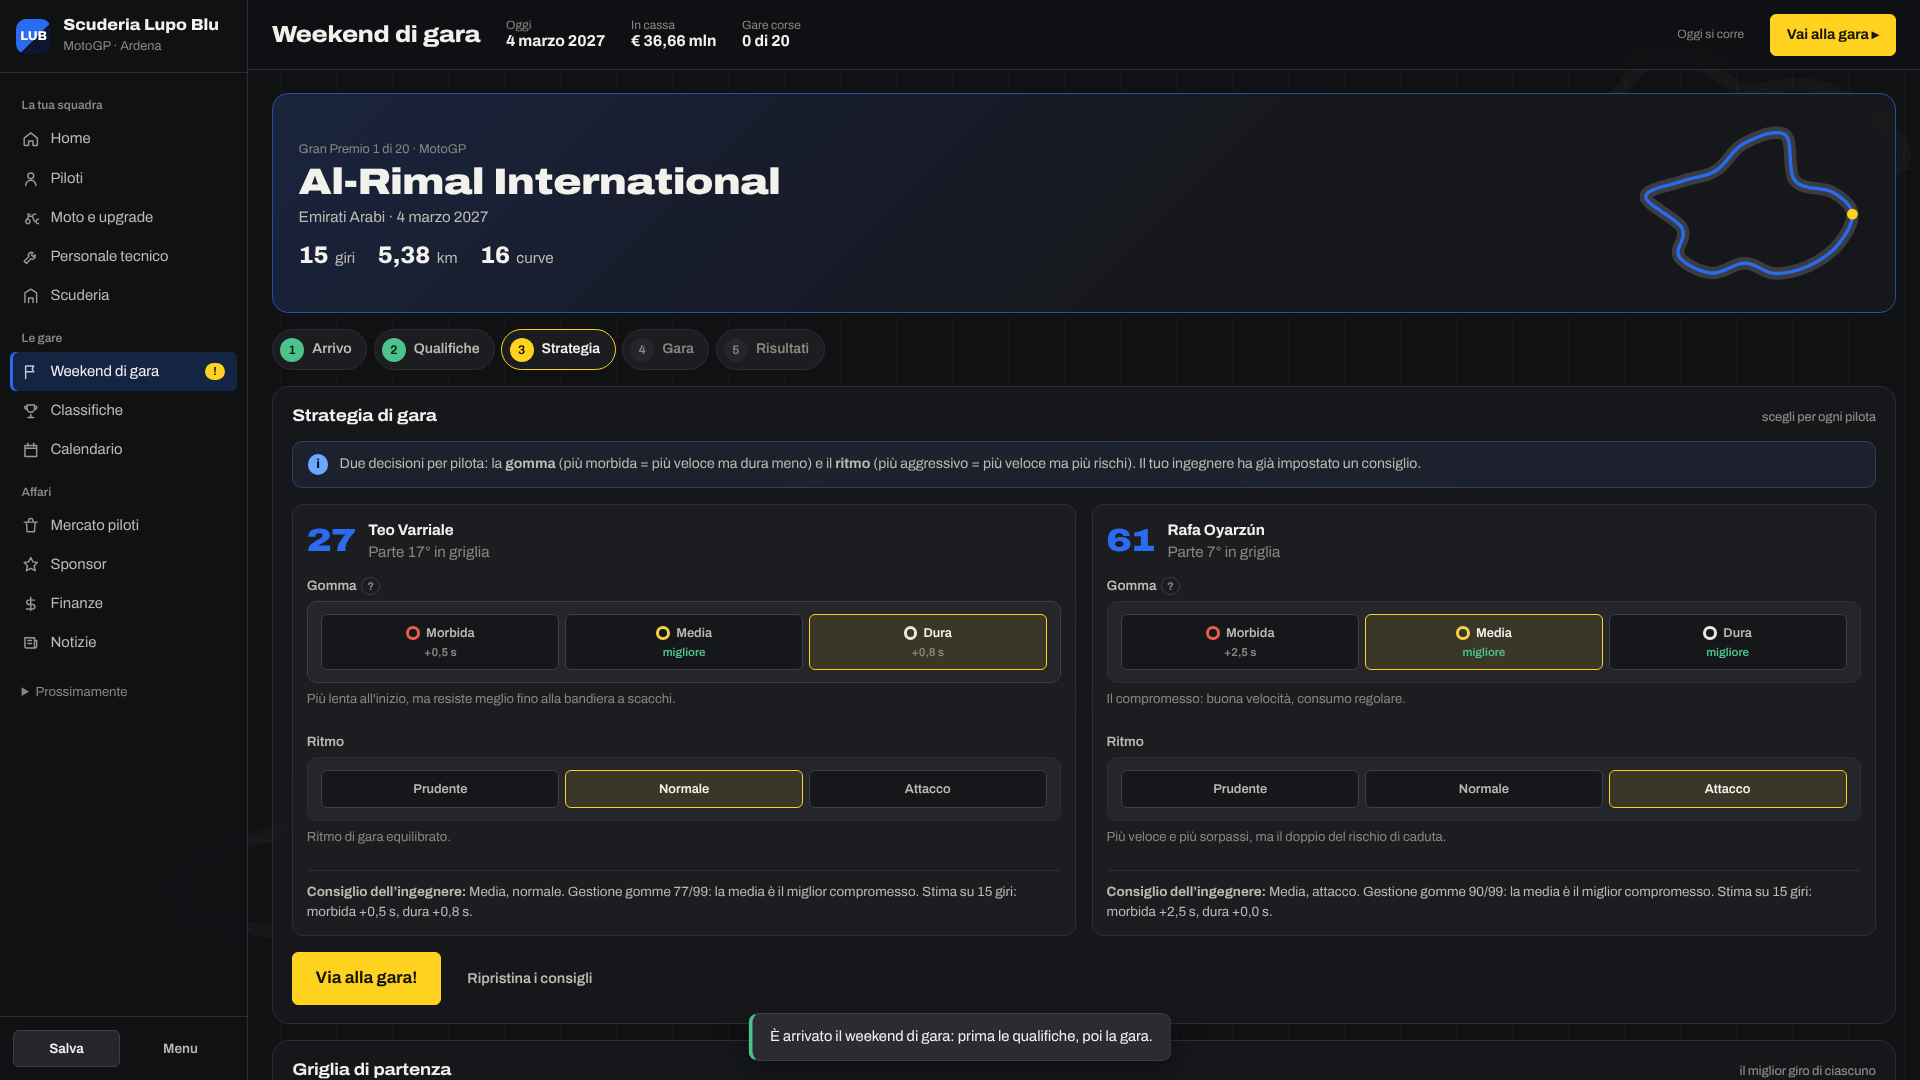 LUB
Scuderia Lupo Blu
MotoGP · Ardena
Weekend di gara
Oggi
4 marzo 2027
In cassa
€ 36,66 mln
Gare corse
0 di 20
Oggi si corre
Vai alla gara ▸
La tua squadra
Home
Piloti
Moto e upgrade
Personale tecnico
Scuderia
Le gare
Weekend di gara
!
Classifiche
Calendario
Affari
Mercato piloti
Sponsor
Finanze
Notizie
▶ Prossimamente
Salva
Menu
Gran Premio 1 di 20 · MotoGP
Al-Rimal International
Emirati Arabi · 4 marzo 2027
15 giri 5,38 km 16 curve
1 Arrivo
2 Qualifiche
3 Strategia
4 Gara
5 Risultati
Strategia di gara
scegli per ogni pilota
i Due decisioni per pilota: la gomma (più morbida = più veloce ma dura meno) e il ritmo (più aggressivo = più veloce ma più rischi). Il tuo ingegnere ha già impostato un consiglio.
27
Teo Varriale
Parte 17° in griglia
Gomma ?
Morbida
+0,5 s
Media
migliore
Dura
+0,8 s
Più lenta all'inizio, ma resiste meglio fino alla bandiera a scacchi.
Ritmo
Prudente
Normale
Attacco
Ritmo di gara equilibrato.
Consiglio dell’ingegnere: Media, normale. Gestione gomme 77/99: la media è il miglior compromesso. Stima su 15 giri:
morbida +0,5 s, dura +0,8 s.
61
Rafa Oyarzún
Parte 7° in griglia
Gomma ?
Morbida
+2,5 s
Media
migliore
Dura
migliore
Il compromesso: buona velocità, consumo regolare.
Ritmo
Prudente
Normale
Attacco
Più veloce e più sorpassi, ma il doppio del rischio di caduta.
Consiglio dell’ingegnere: Media, attacco. Gestione gomme 90/99: la media è il miglior compromesso. Stima su 15 giri:
morbida +2,5 s, dura +0,0 s.
Via alla gara!
Ripristina i consigli
È arrivato il weekend di gara: prima le qualifiche, poi la gara.
Griglia di partenza
il miglior giro di ciascuno